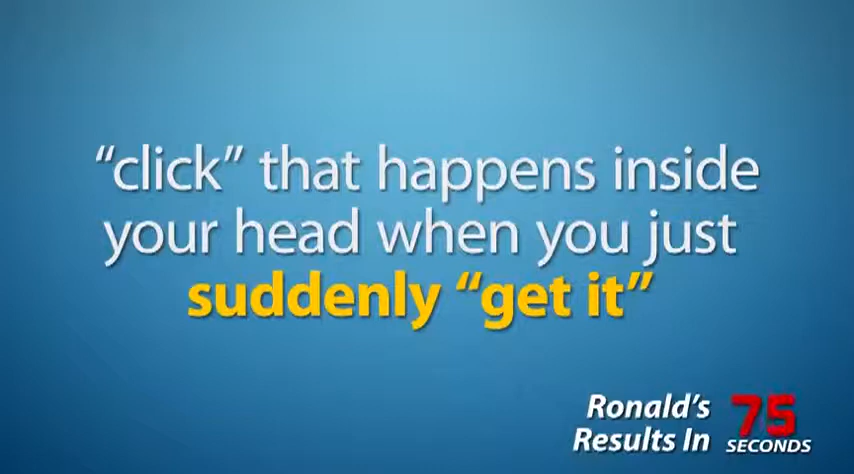 “click” that happens inside
your head when you just
suddenly “get it”
Ronald’s
Results In
75
SECONDS